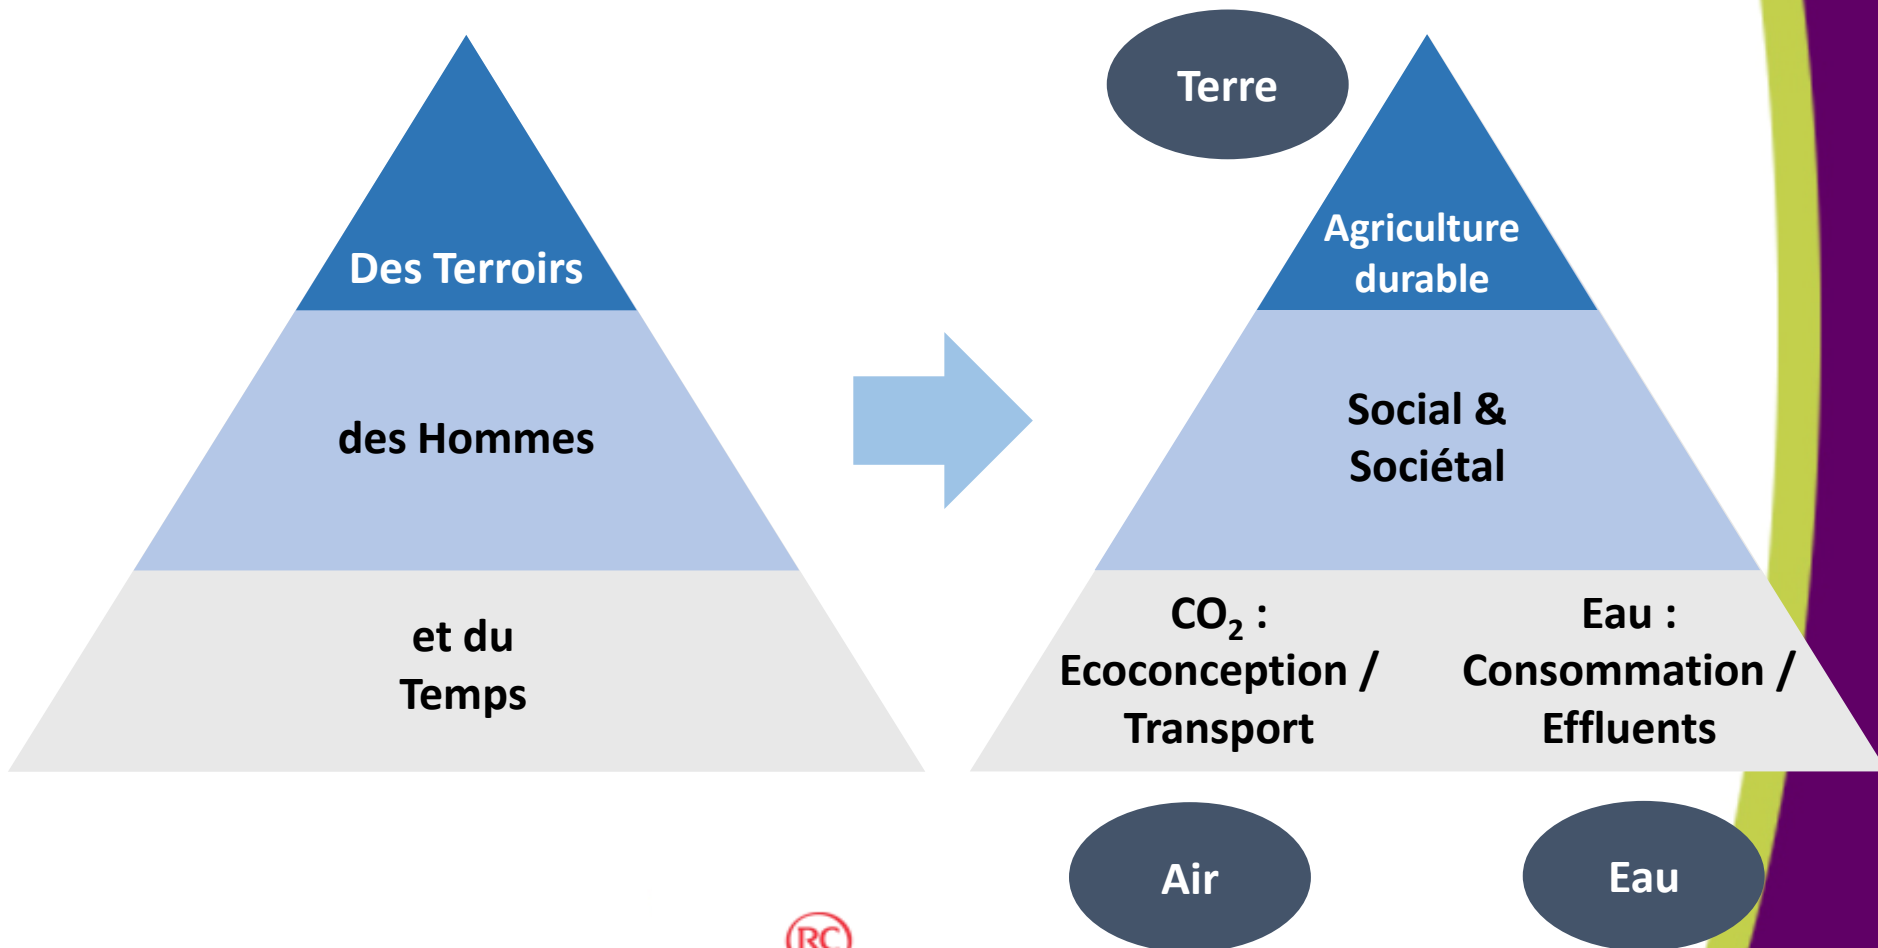 Des Terroirs
des Hommes
et du
Temps
Terre
Agriculture
durable
Social &
Sociétal
CO₂ :
Ecoconception /
Transport
Eau :
Consommation /
Effluents
Air
Eau
RC